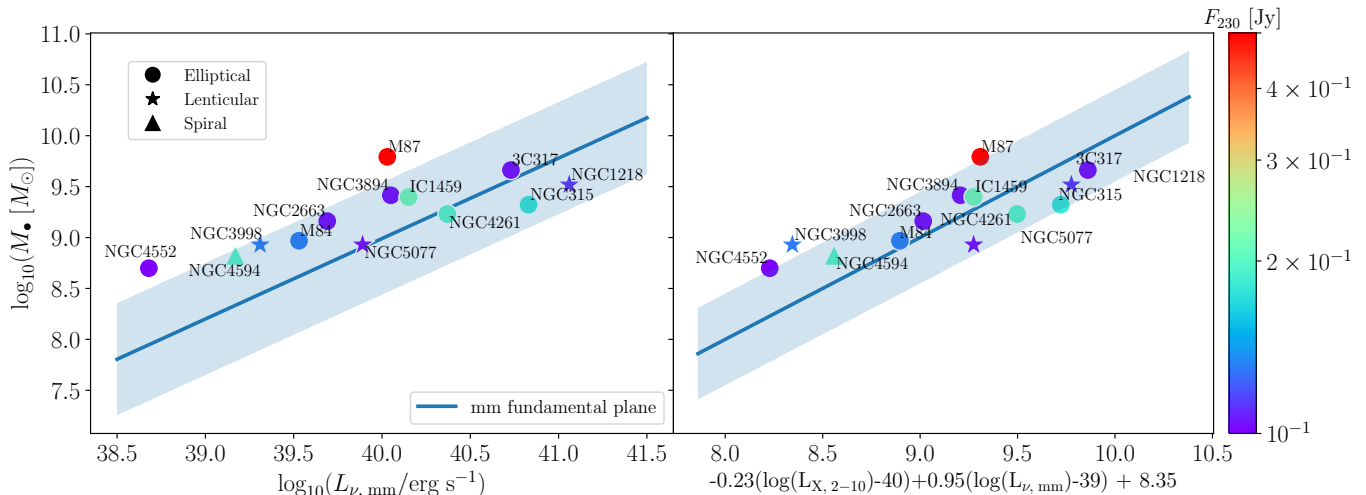 F₂₃₀ [Jy]
11.0
10.5
10.0
9.5
9.0
8.5
8.0
7.5
log₁₀(M• [M⊙])
Elliptical
Lenticular
Spiral
M87
3C317
NGC1218
NGC3894
IC1459
NGC315
NGC2663
NGC4261
NGC3998
M84
NGC4552
NGC5077
NGC4594
mm fundamental plane
38.5 39.0 39.5 40.0 40.5 41.0 41.5
log₁₀(Lν, mm/erg s⁻¹)
M87
3C317
NGC1218
NGC3894
IC1459
NGC315
NGC2663
NGC4261
NGC3998
M84
NGC5077
NGC4552
NGC4594
8.0 8.5 9.0 9.5 10.0 10.5
-0.23(log(L_X, 2−10)-40)+0.95(log(Lν, mm)-39) + 8.35
4 × 10⁻¹
3 × 10⁻¹
2 × 10⁻¹
10⁻¹